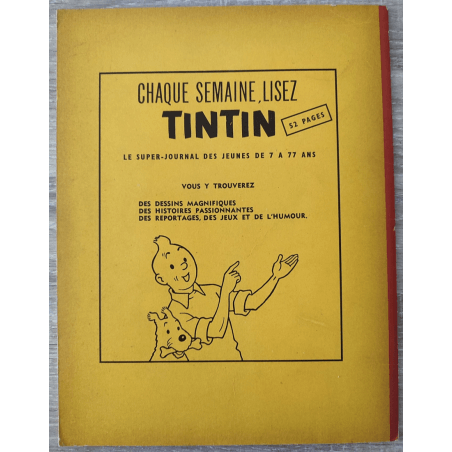 CHAQUE SEMAINE, LISEZ
TINTIN
52 PAGES
LE SUPER-JOURNAL DES JEUNES DE 7 A 77 ANS
VOUS Y TROUVEREZ
DES DESSINS MAGNIFIQUES
DES HISTOIRES PASSIONNANTES
DES REPORTAGES, DES JEUX ET DE L'HUMOUR.